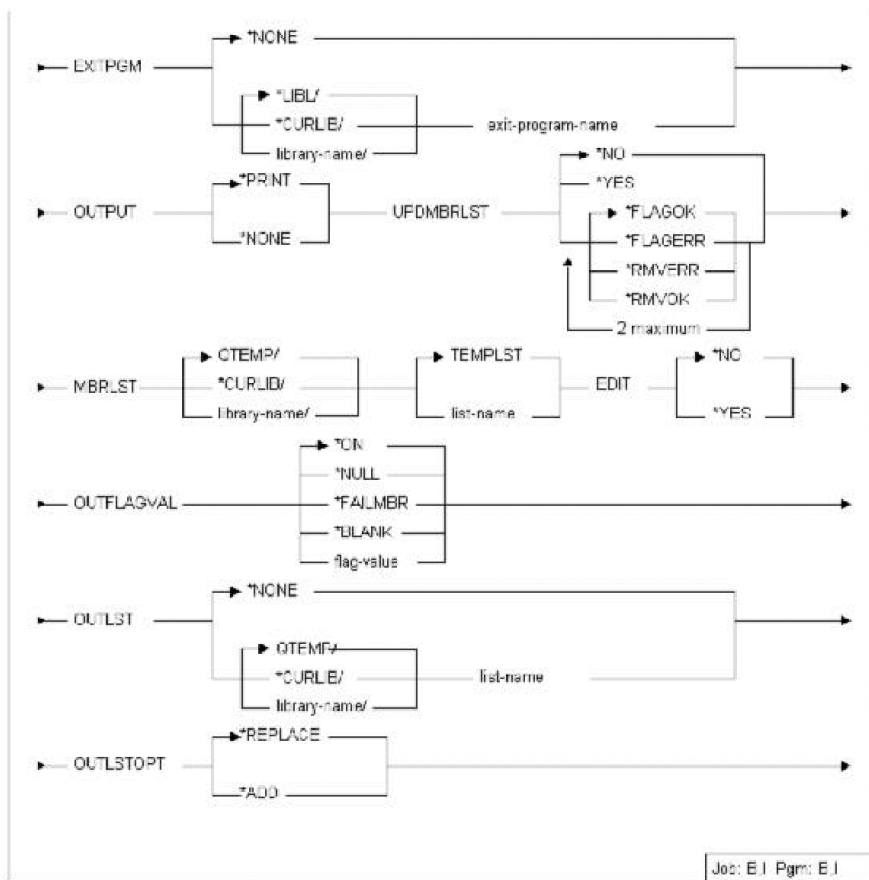 *NONE
EXITPGM
*LIBL/
*CURLIB/ exit-program-name
library-name/
*NO
*PRINT
*YES
OUTPUT UPDMBRLST *FLAGOK
*NONE *FLAGERR
*RMVERR
*RMVOK
2 maximum
QTEMP/ TEMPLST *NO
MBRLST *CURLIB/ EDIT
library-name/ list-name *YES
*ON
*NULL
OUTFLAGVAL *FAILMBR
*BLANK
flag-value
*NONE
OUTLST
QTEMP/
*CURLIB/ list-name
library-name/
*REPLACE
OUTLSTOPT
*ADD
Job: B,I Pgm: B,I